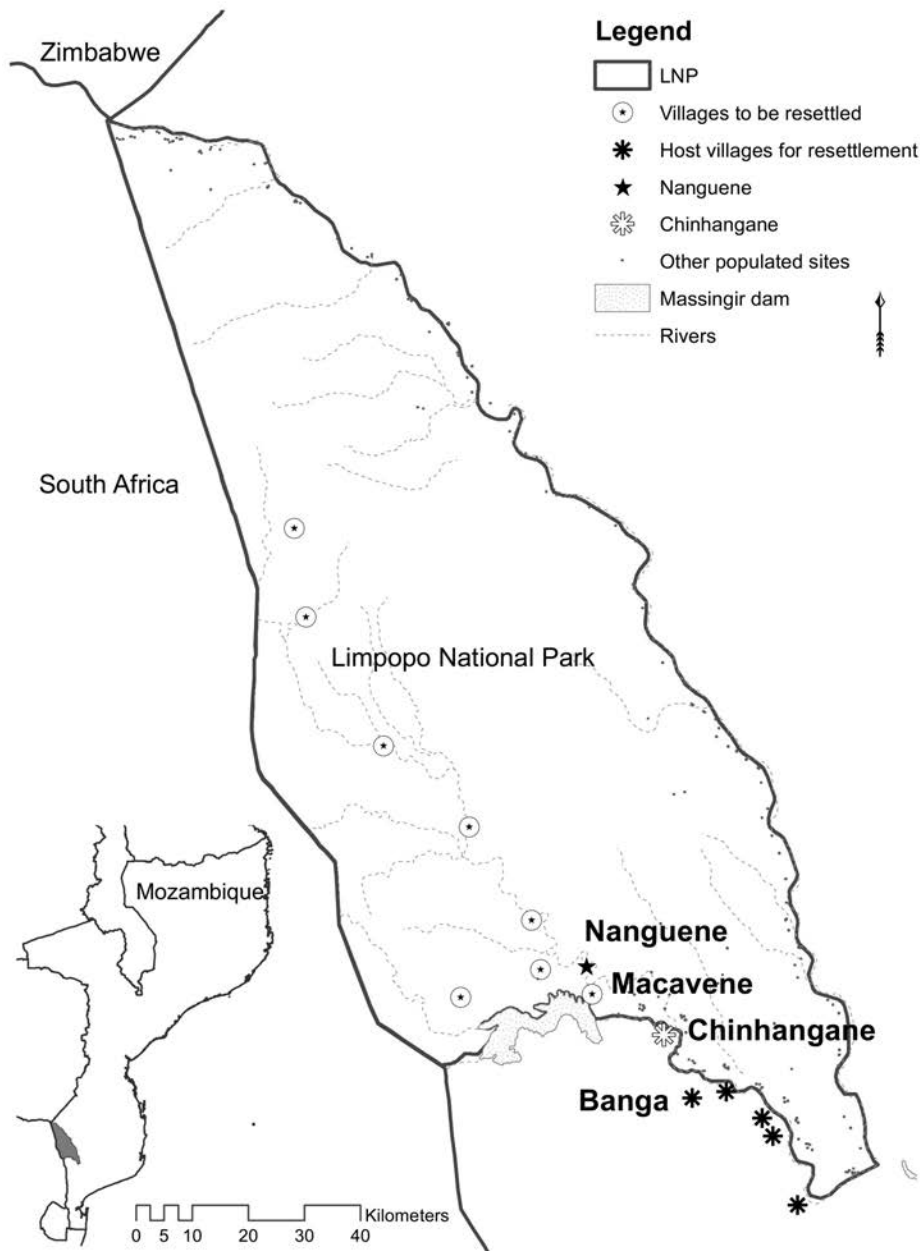 Zimbabwe
Legend
LNP
Villages to be resettled
Host villages for resettlement
Nanguene
Chinhangane
Other populated sites
Massingir dam
Rivers
South Africa
Limpopo National Park
Mozambique
Nanguene
Macavene
Chinhangane
Banga
Kilometers
0 5 10 20 30 40